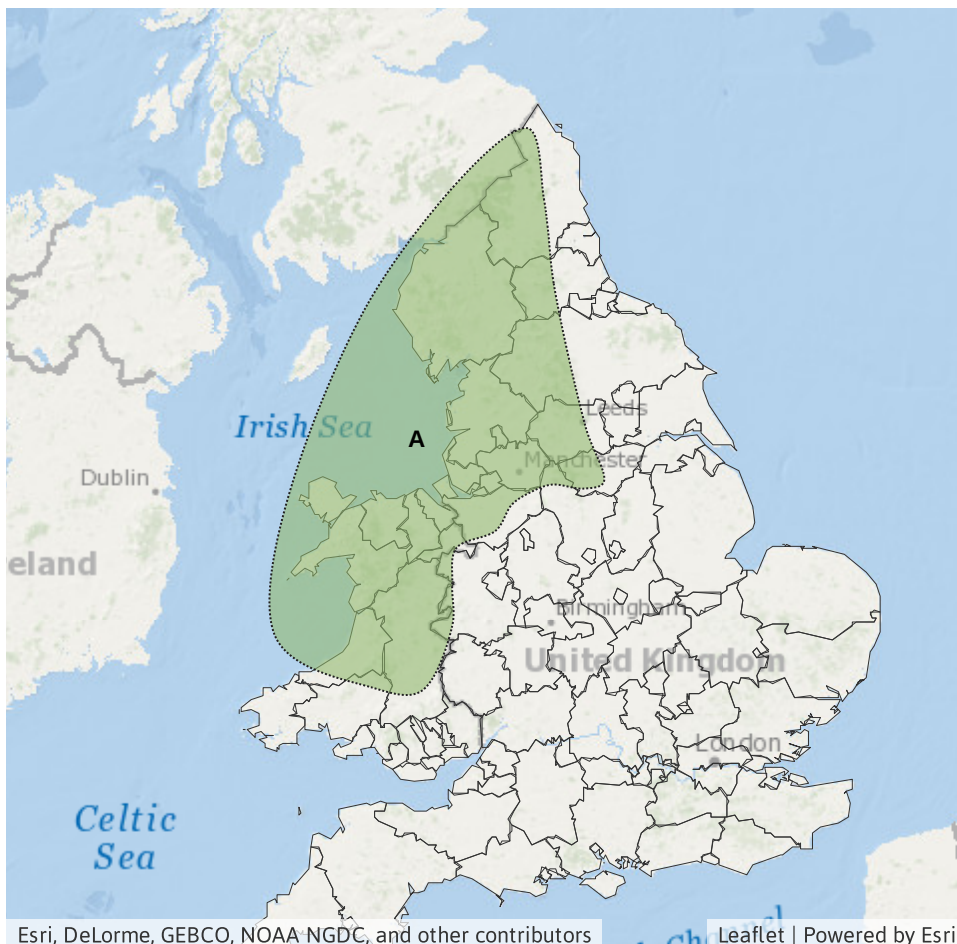 Leeds
Irish Sea
A
Manchester
Dublin
eland
Birmingham
United Kingdom
London
Celtic
Sea
Channel
Esri, DeLorme, GEBCO, NOAA NGDC, and other contributors
Leaflet | Powered by Esri